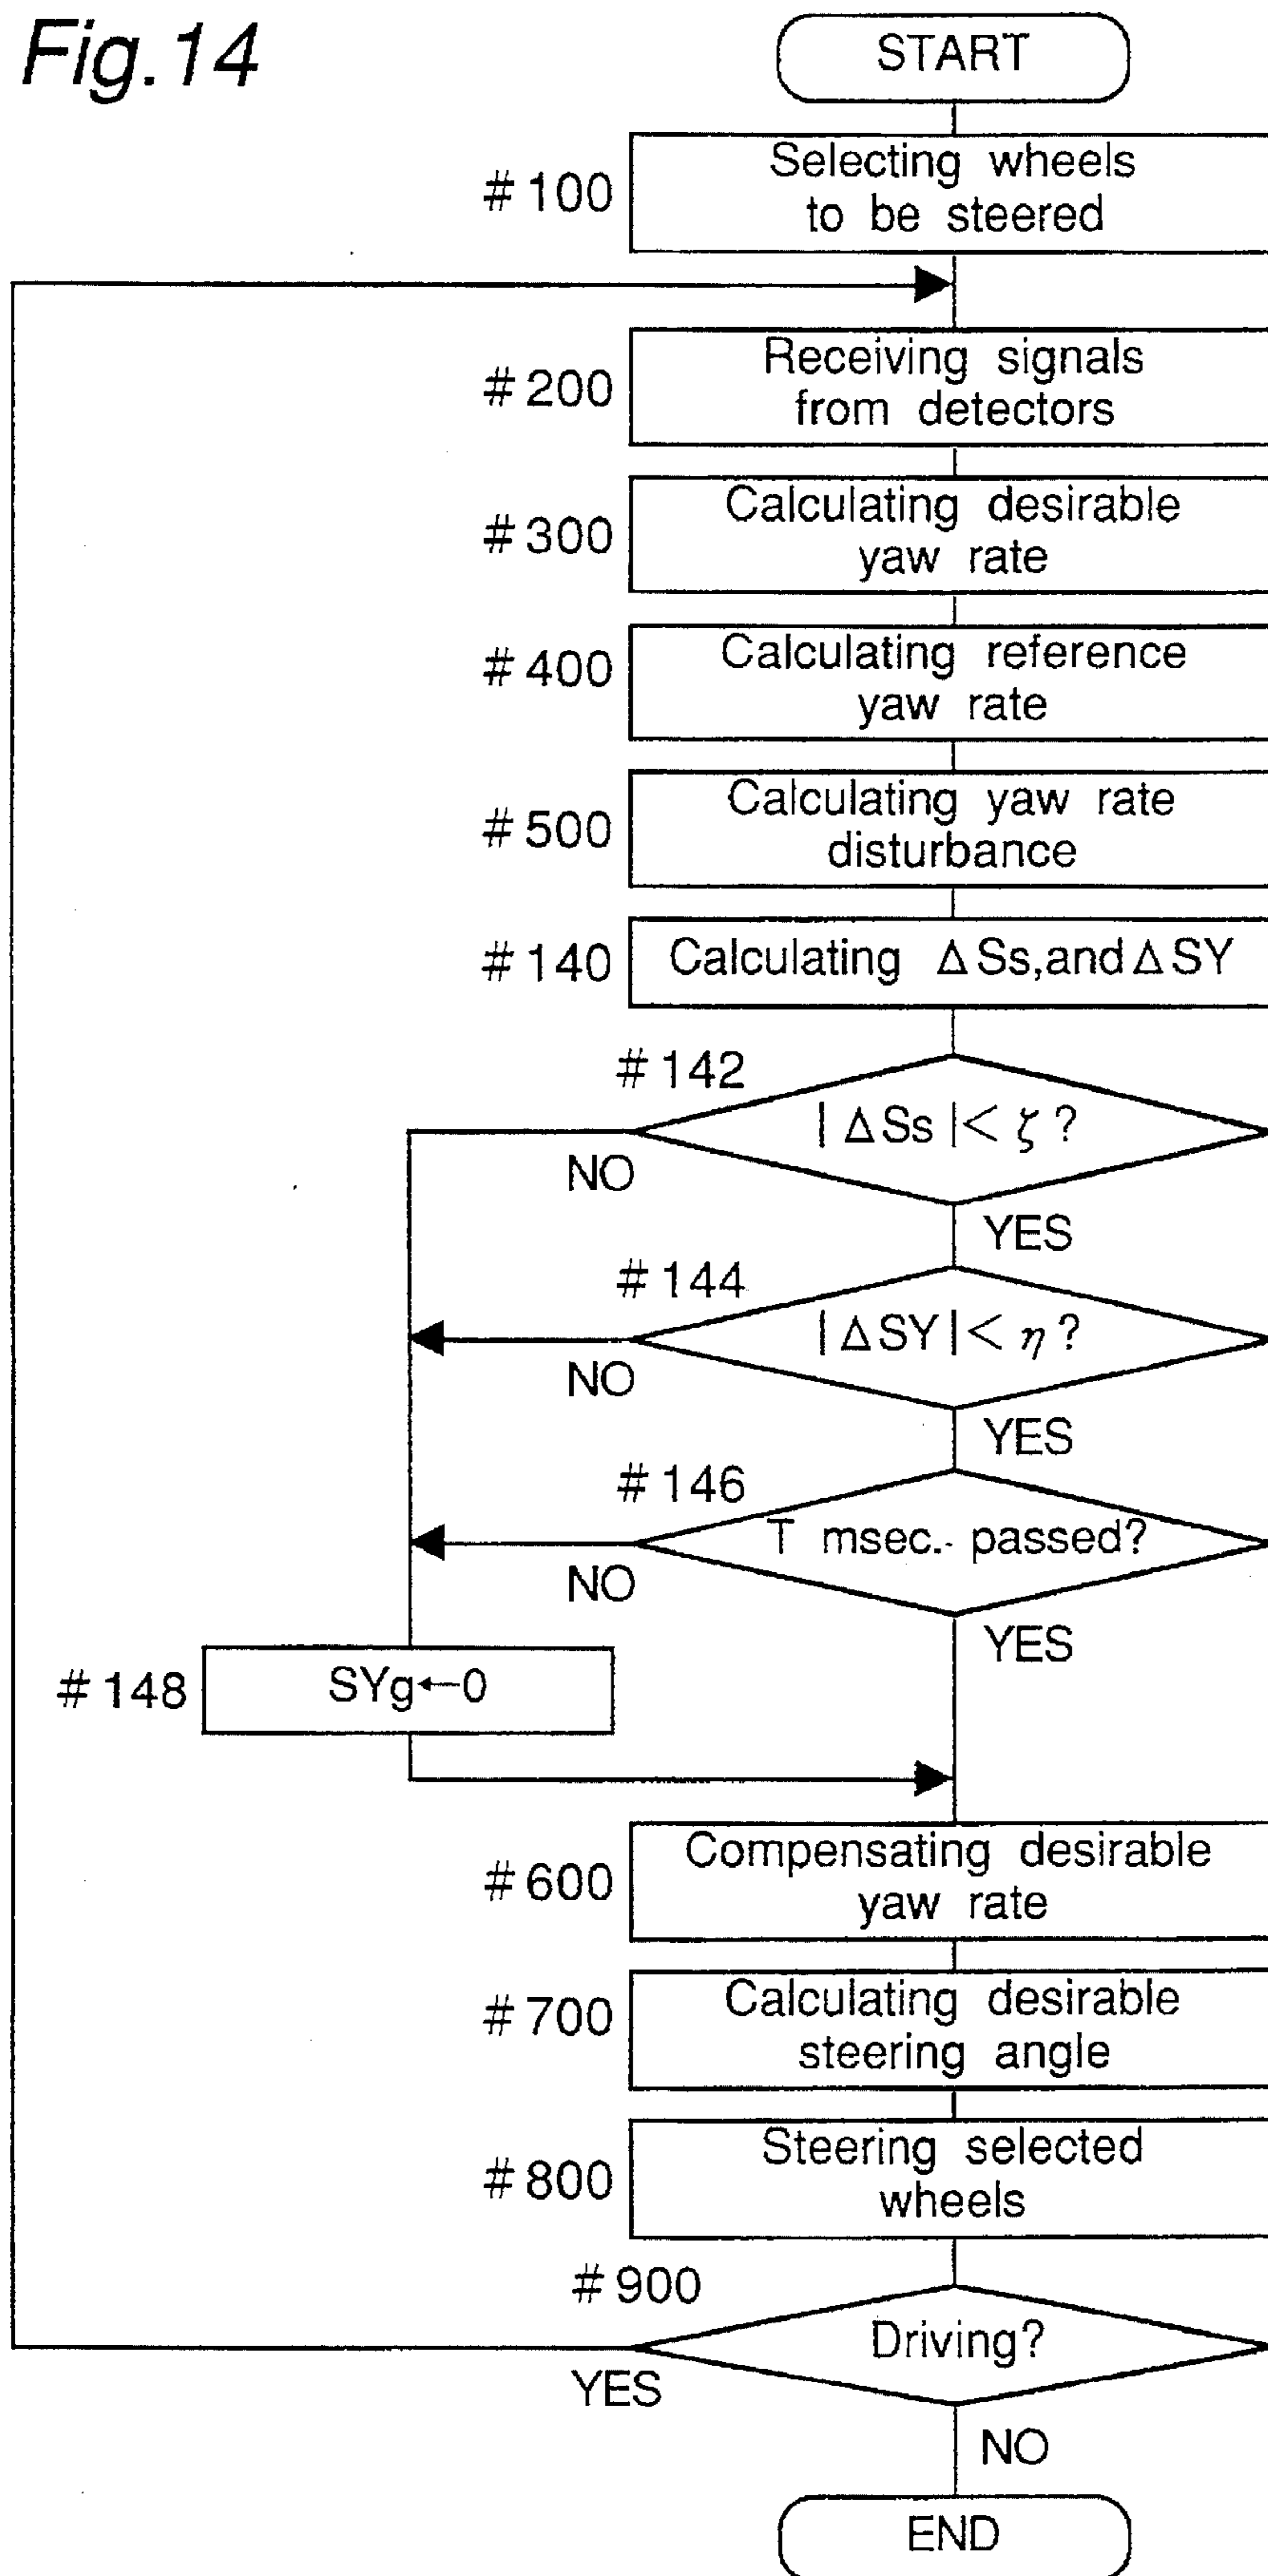 Fig.14
START
#100
Selecting wheels
to be steered
#200
Receiving signals
from detectors
#300
Calculating desirable
yaw rate
#400
Calculating reference
yaw rate
#500
Calculating yaw rate
disturbance
#140
Calculating ΔSs,and ΔSY
#142
|ΔSs|< ζ ?
NO
YES
#144
|ΔSY|< η ?
NO
YES
#146
T msec. passed?
NO
YES
#148
SYg←0
#600
Compensating desirable
yaw rate
#700
Calculating desirable
steering angle
#800
Steering selected
wheels
#900
Driving?
YES
NO
END